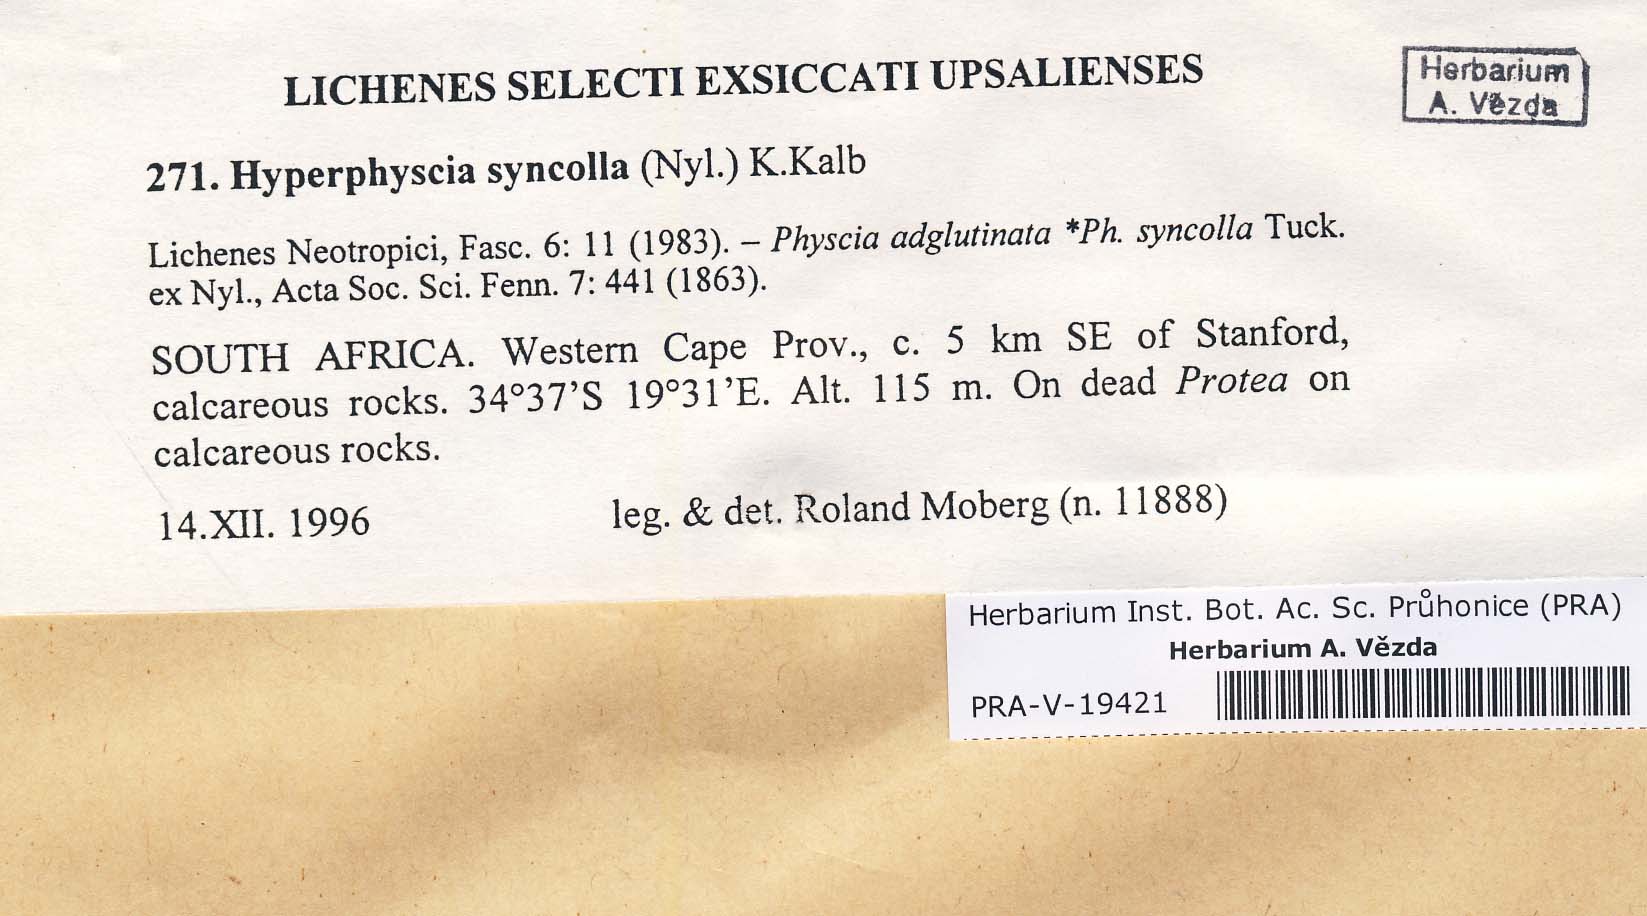 LICHENES SELECTI EXSICCATI UPSALIENSES
Herbarium
A. Vězda
271. Hyperphyscia syncolla (Nyl.) K.Kalb
Lichenes Neotropici, Fasc. 6: 11 (1983). – Physcia adglutinata *Ph. syncolla Tuck.
ex Nyl., Acta Soc. Sci. Fenn. 7: 441 (1863).
SOUTH AFRICA. Western Cape Prov., c. 5 km SE of Stanford,
calcareous rocks. 34°37’S 19°31’E. Alt. 115 m. On dead Protea on
calcareous rocks.
14.XII. 1996 leg. & det. Roland Moberg (n. 11888)
Herbarium Inst. Bot. Ac. Sc. Průhonice (PRA)
Herbarium A. Vězda
PRA-V-19421